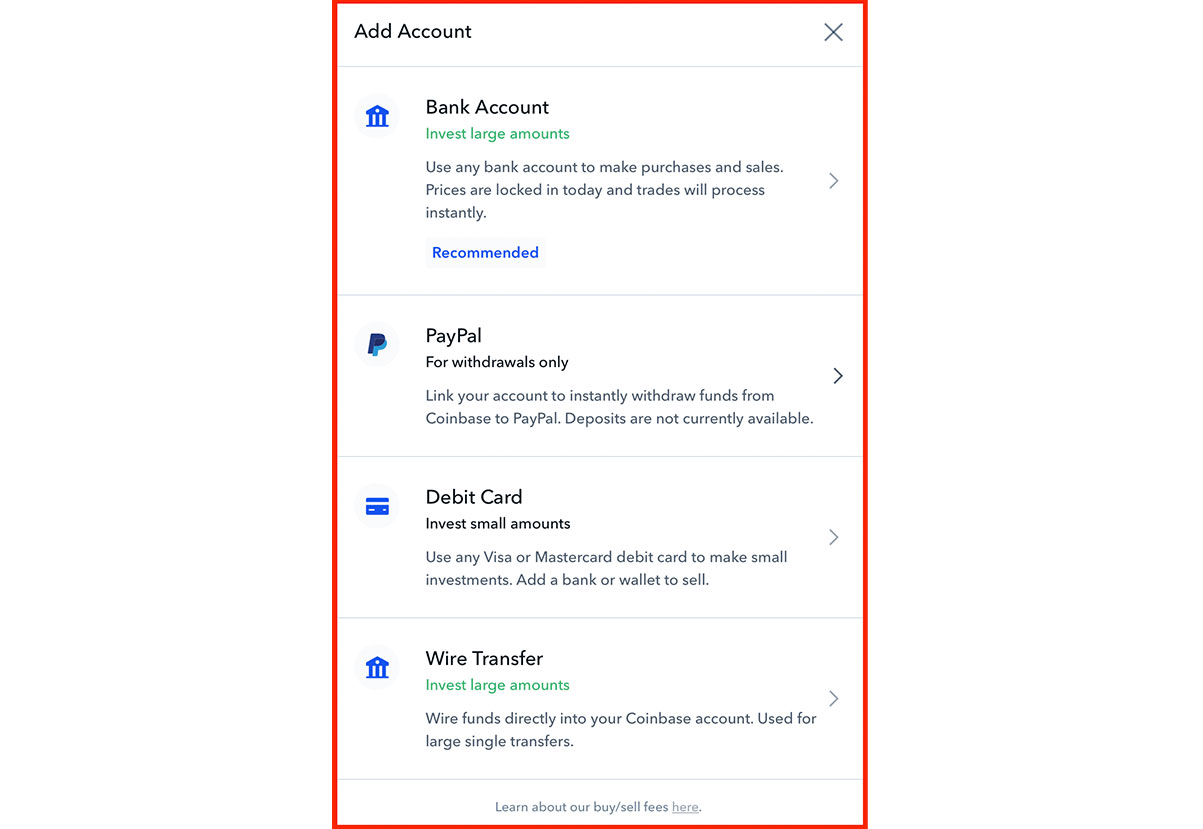 Add Account
Bank Account
Invest large amounts
Use any bank account to make purchases and sales.
Prices are locked in today and trades will process
instantly.
Recommended
PayPal
For withdrawals only
Link your account to instantly withdraw funds from
Coinbase to PayPal. Deposits are not currently available.
Debit Card
Invest small amounts
Use any Visa or Mastercard debit card to make small
investments. Add a bank or wallet to sell.
Wire Transfer
Invest large amounts
Wire funds directly into your Coinbase account. Used for
large single transfers.
Learn about our buy/sell fees here.